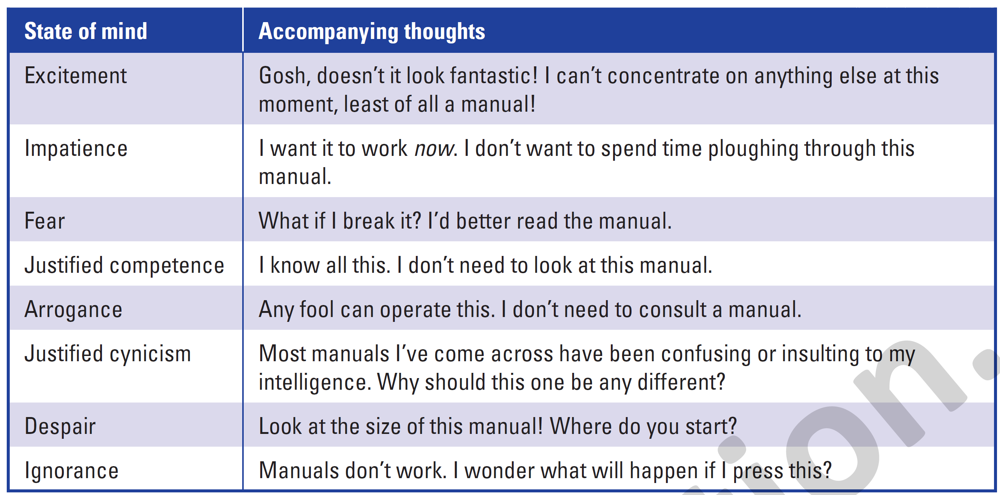 State of mind
Accompanying thoughts
Excitement
Gosh, doesn’t it look fantastic! I can’t concentrate on anything else at this
moment, least of all a manual!
Impatience
I want it to work now. I don’t want to spend time ploughing through this
manual.
Fear
What if I break it? I’d better read the manual.
Justified competence
I know all this. I don’t need to look at this manual.
Arrogance
Any fool can operate this. I don’t need to consult a manual.
Justified cynicism
Most manuals I’ve come across have been confusing or insulting to my
intelligence. Why should this one be any different?
Despair
Look at the size of this manual! Where do you start?
Ignorance
Manuals don’t work. I wonder what will happen if I press this?
ion.